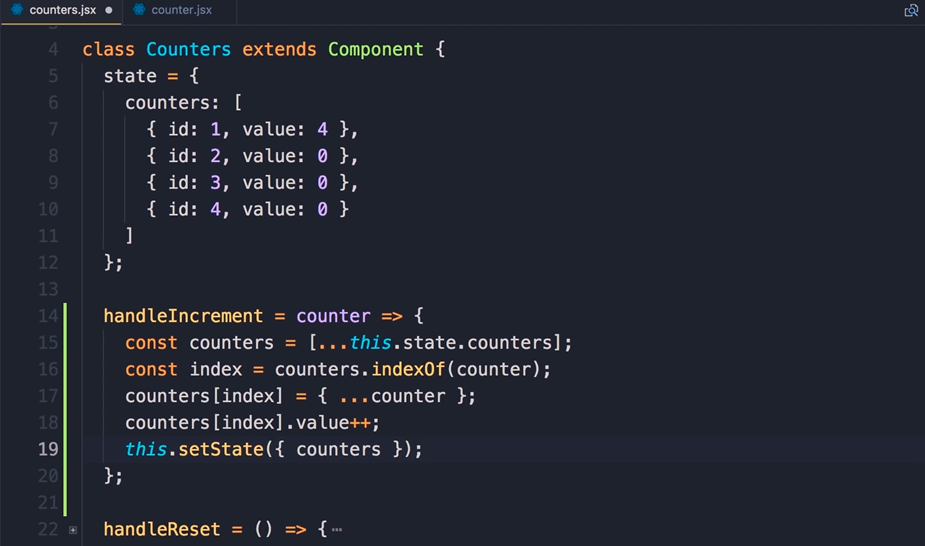 counters.jsx ● counter.jsx
4 class Counters extends Component {
5 state = {
6 counters: [
7 { id: 1, value: 4 },
8 { id: 2, value: 0 },
9 { id: 3, value: 0 },
10 { id: 4, value: 0 }
11 ]
12 };
13
14 handleIncrement = counter => {
15 const counters = [...this.state.counters];
16 const index = counters.indexOf(counter);
17 counters[index] = { ...counter };
18 counters[index].value++;
19 this.setState({ counters });
20 };
21
22 handleReset = () => {⋯